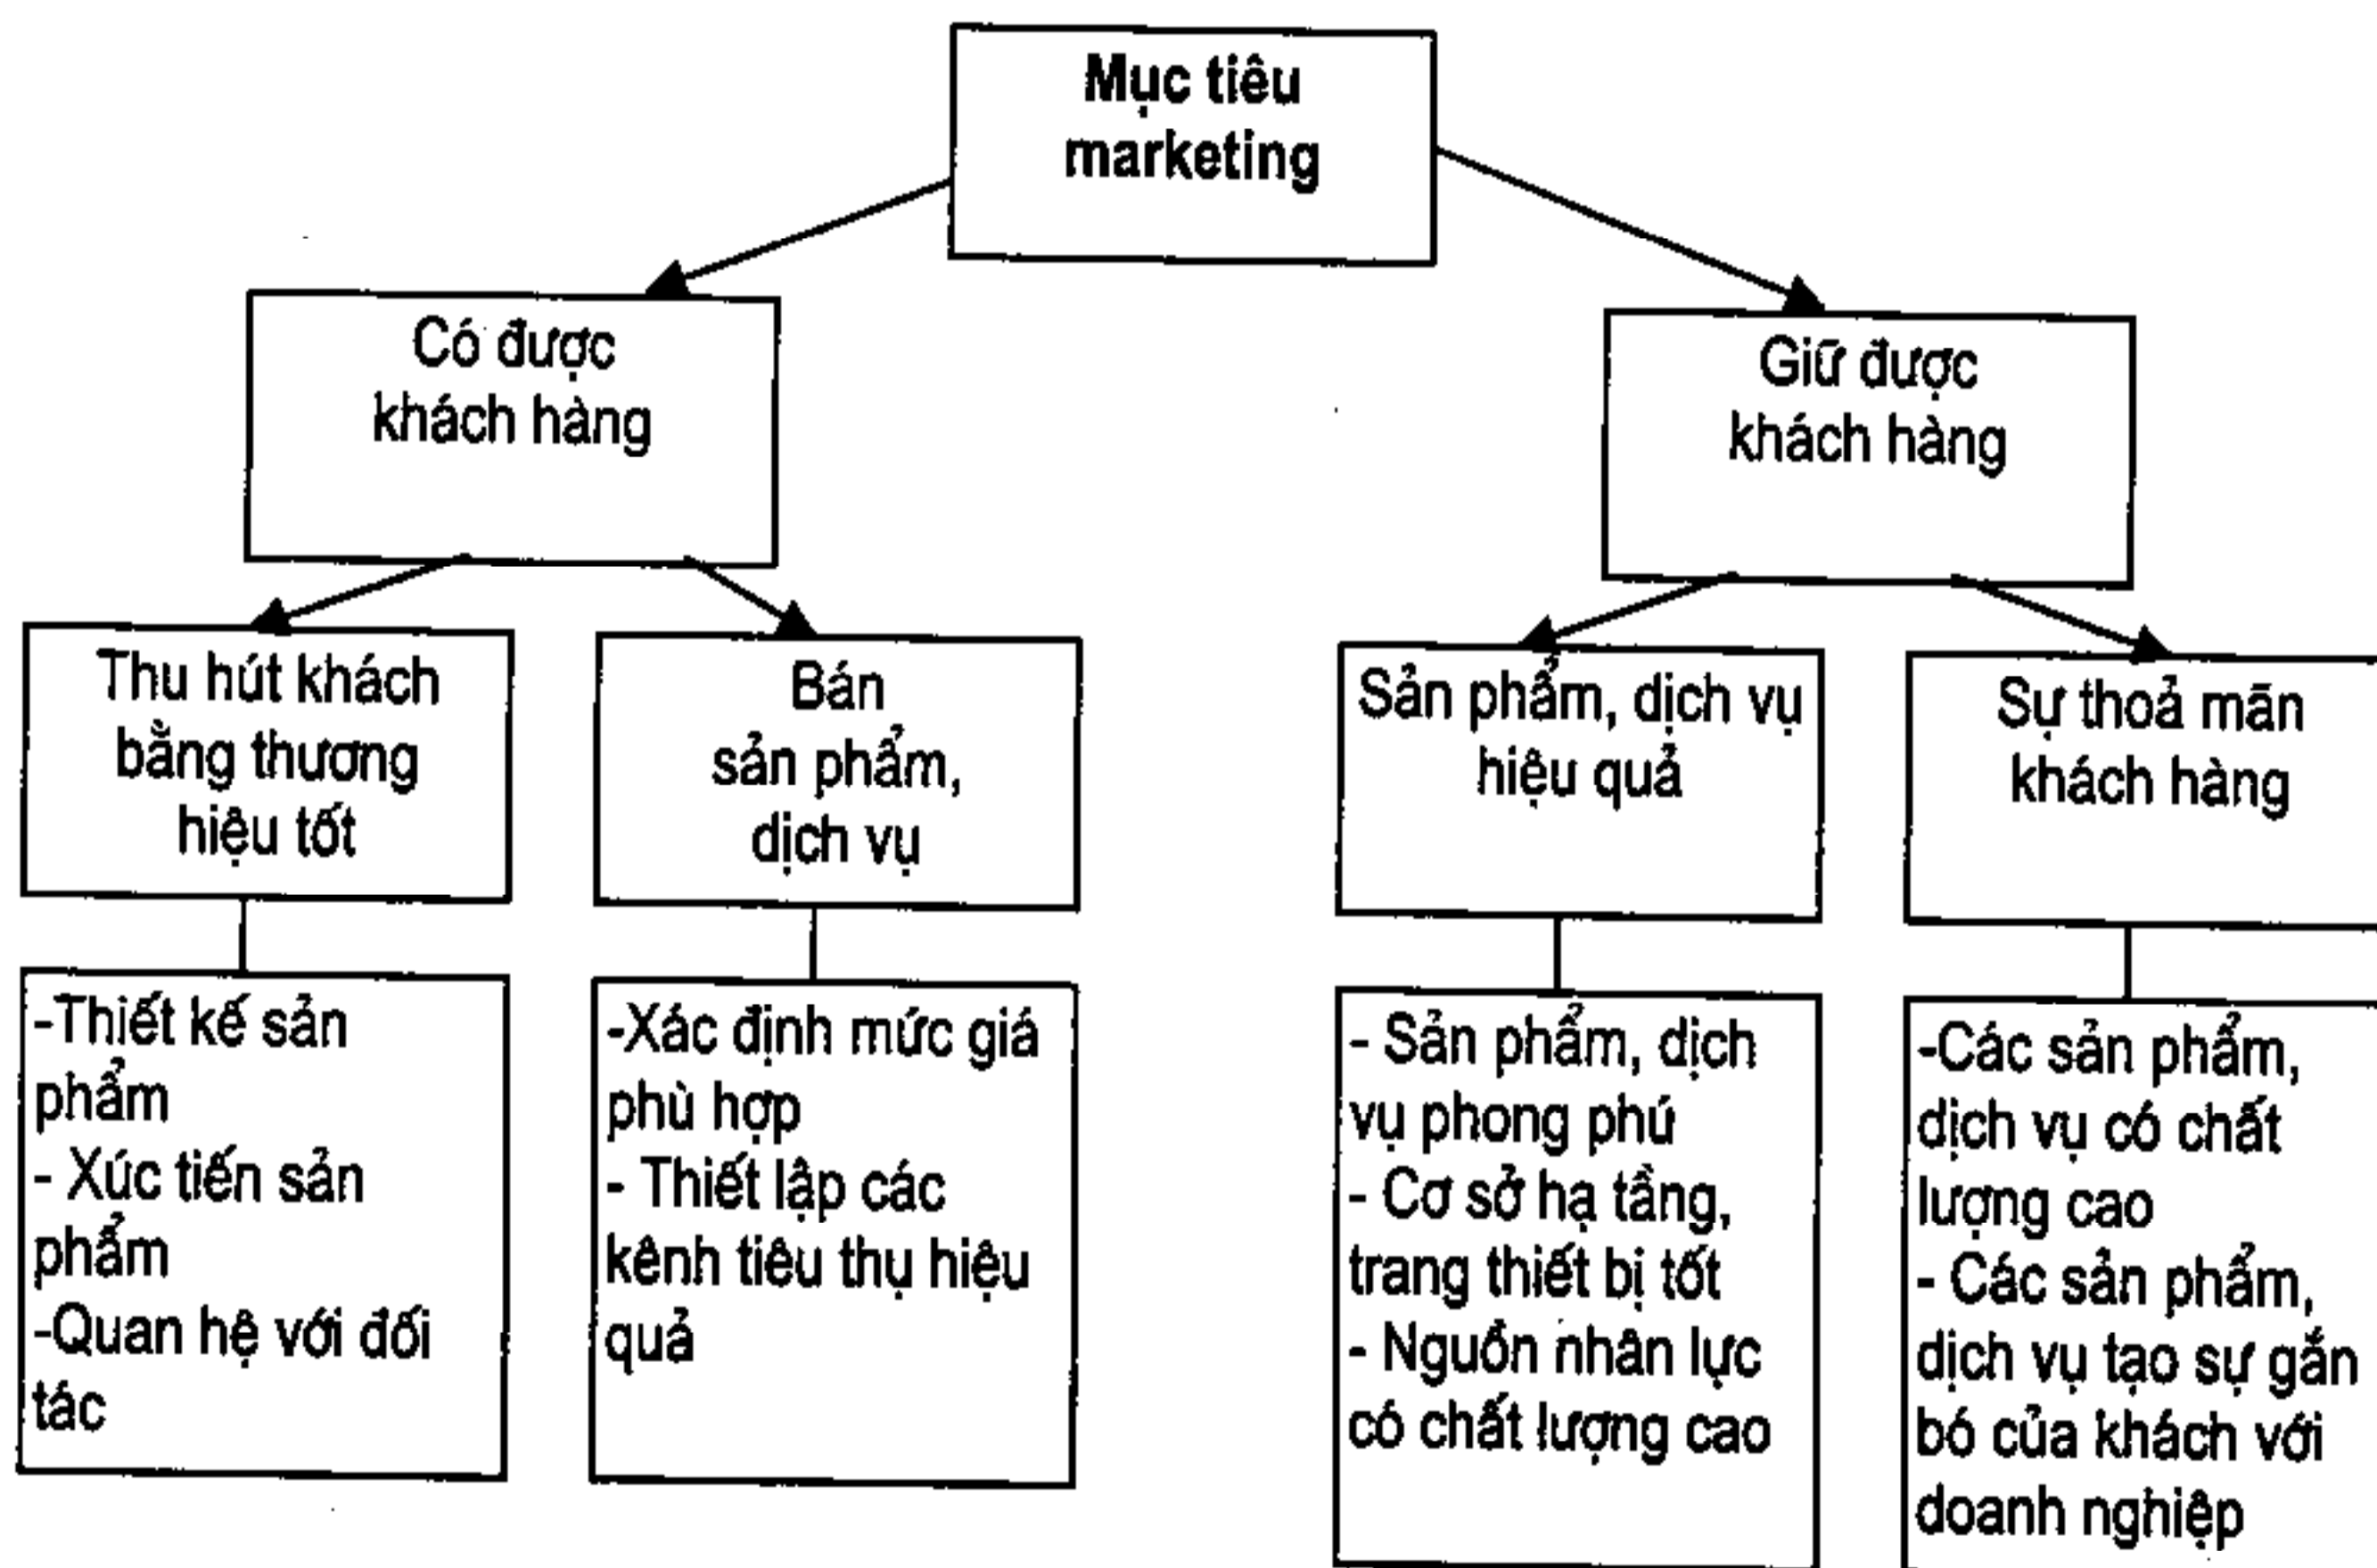 Mục tiêu
marketing
Có được
khách hàng
Giữ được
khách hàng
Thu hút khách
bằng thương
hiệu tốt
Bán
sản phẩm,
dịch vụ
Sản phẩm, dịch vụ
hiệu quả
Sự thoả mãn
khách hàng
-Thiết kế sản
phẩm
- Xúc tiến sản
phẩm
-Quan hệ với đối
tác
-Xác định mức giá
phù hợp
- Thiết lập các
kênh tiêu thụ hiệu
quả
- Sản phẩm, dịch
vụ phong phú
- Cơ sở hạ tầng,
trang thiết bị tốt
- Nguồn nhân lực
có chất lượng cao
-Các sản phẩm,
dịch vụ có chất
lượng cao
- Các sản phẩm,
dịch vụ tạo sự gắn
bó của khách với
doanh nghiệp